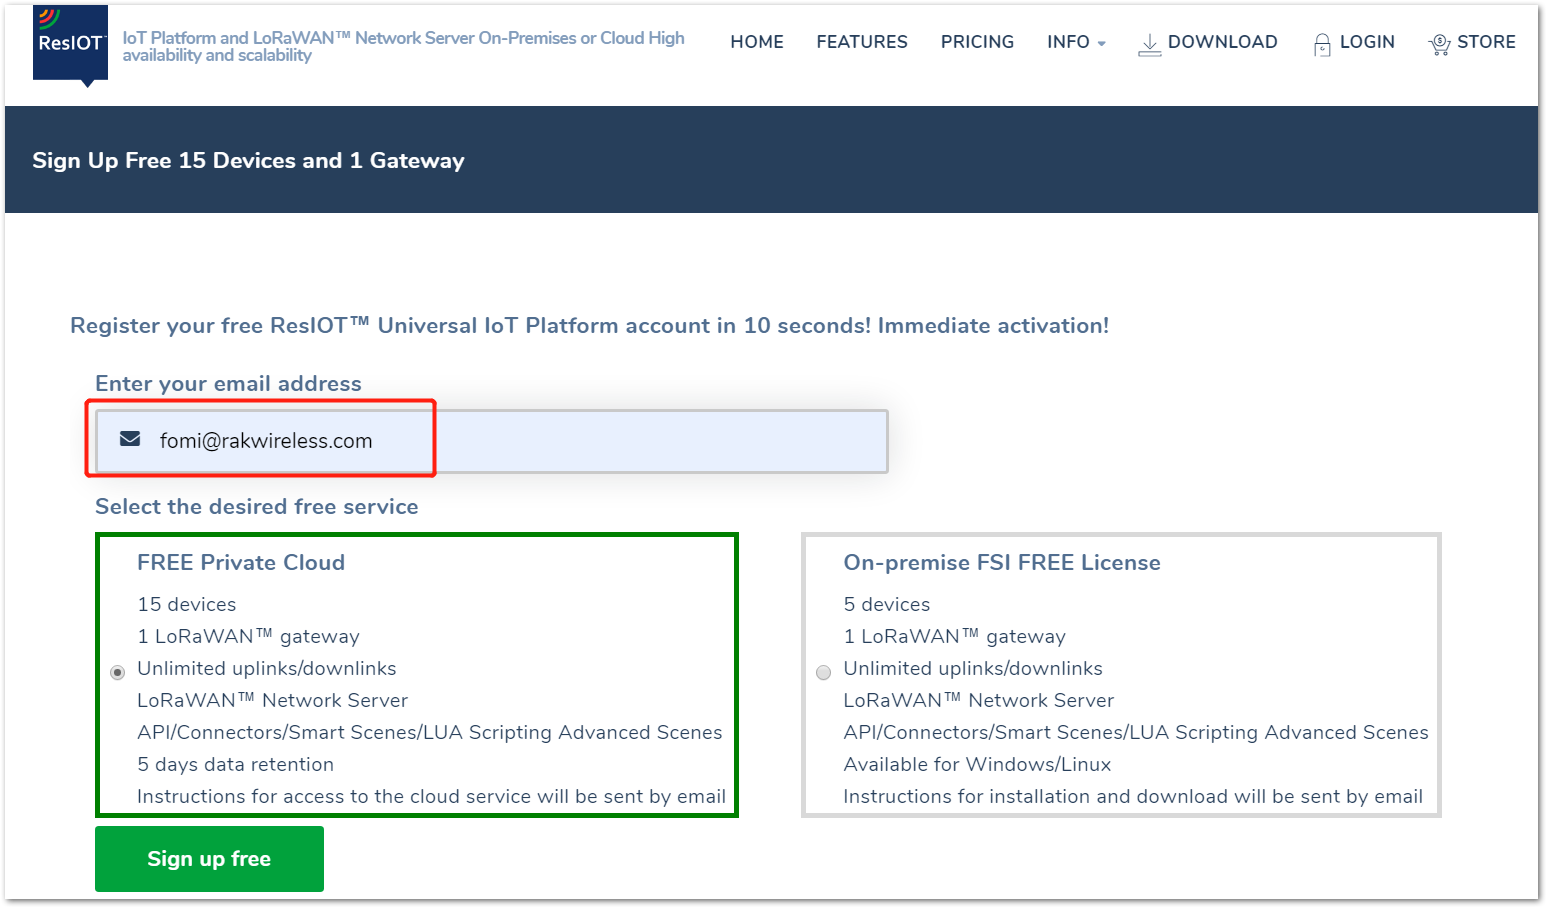 ResIOT™
IoT Platform and LoRaWAN™ Network Server On-Premises or Cloud High
availability and scalability
HOME
FEATURES
PRICING
INFO
DOWNLOAD
LOGIN
STORE
Sign Up Free 15 Devices and 1 Gateway
Register your free ResIOT™ Universal IoT Platform account in 10 seconds! Immediate activation!
Enter your email address
fomi@rakwireless.com
Select the desired free service
FREE Private Cloud
15 devices
1 LoRaWAN™ gateway
Unlimited uplinks/downlinks
LoRaWAN™ Network Server
API/Connectors/Smart Scenes/LUA Scripting Advanced Scenes
5 days data retention
Instructions for access to the cloud service will be sent by email
On-premise FSI FREE License
5 devices
1 LoRaWAN™ gateway
Unlimited uplinks/downlinks
LoRaWAN™ Network Server
API/Connectors/Smart Scenes/LUA Scripting Advanced Scenes
Available for Windows/Linux
Instructions for installation and download will be sent by email
Sign up free